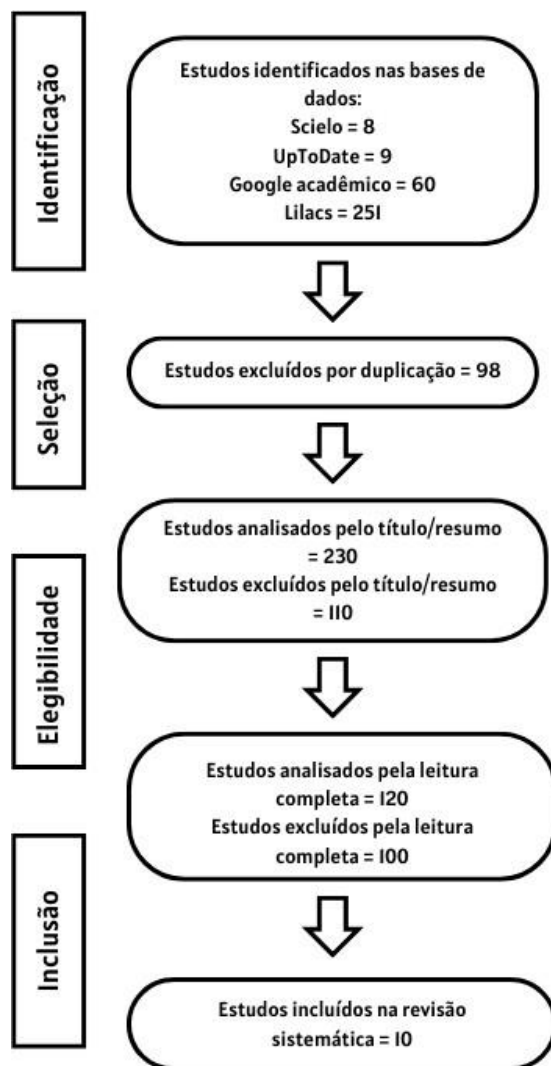 Identificação
Estudos identificados nas bases de
dados:
Scielo = 8
UpToDate = 9
Google acadêmico = 60
Lilacs = 251
Seleção
Estudos excluídos por duplicação = 98
Elegibilidade
Estudos analisados pelo título/resumo
= 230
Estudos excluídos pelo título/resumo
= 110
Estudos analisados pela leitura
completa = 120
Estudos excluídos pela leitura
completa = 100
Inclusão
Estudos incluídos na revisão
sistemática = 10